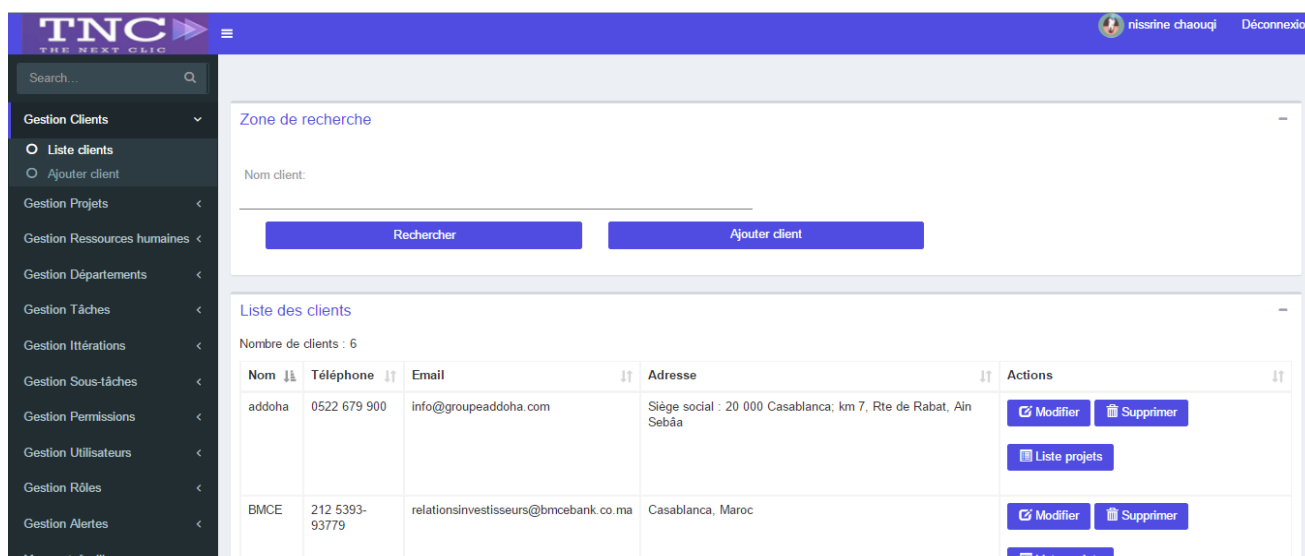 TNC
THE NEXT CLIC
nissrine chaouqi Déconnexio
Search...
Gestion Clients
Liste clients
Ajouter client
Gestion Projets
Gestion Ressources humaines
Gestion Départements
Gestion Tâches
Gestion Ittérations
Gestion Sous-tâches
Gestion Permissions
Gestion Utilisateurs
Gestion Rôles
Gestion Alertes
Zone de recherche
Nom client:
Rechercher Ajouter client
Liste des clients
Nombre de clients : 6
Nom Téléphone Email Adresse Actions
addoha 0522 679 900 info@groupeaddoha.com Siège social : 20 000 Casablanca; km 7, Rte de Rabat, Ain
Sebâa
Modifier Supprimer
Liste projets
BMCE 212 5393-
93779
relationsinvestisseurs@bmcebank.co.ma Casablanca, Maroc
Modifier Supprimer